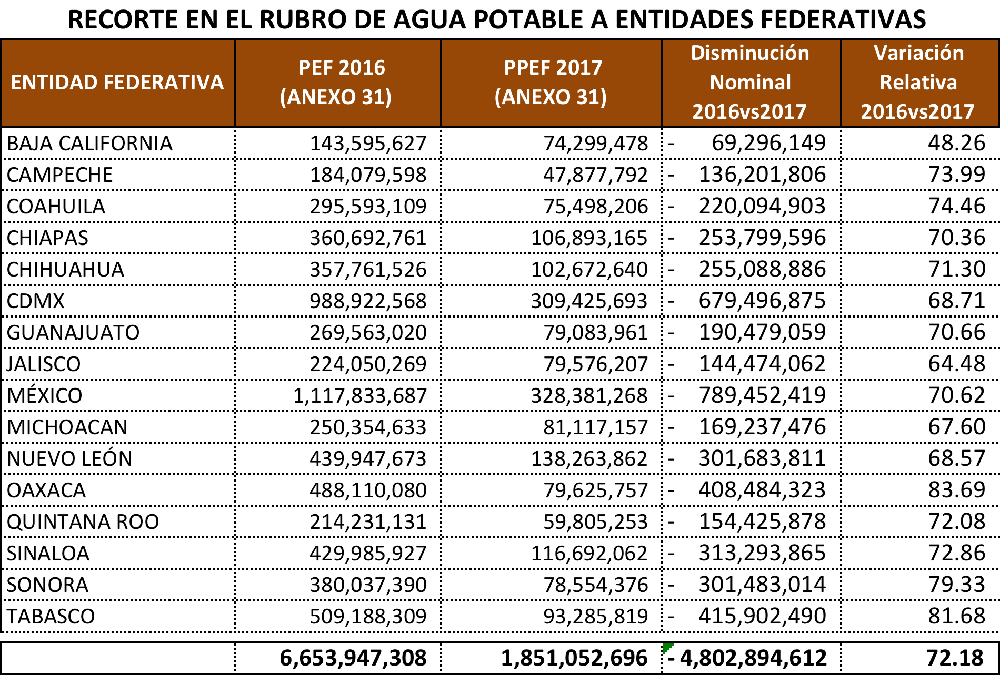 RECORTE EN EL RUBRO DE AGUA POTABLE A ENTIDADES FEDERATIVAS
ENTIDAD FEDERATIVA PEF 2016 (ANEXO 31) PPEF 2017 (ANEXO 31) Disminución Nominal 2016vs2017 Variación Relativa 2016vs2017
BAJA CALIFORNIA 143,595,627 74,299,478 - 69,296,149 48.26
CAMPECHE 184,079,598 47,877,792 - 136,201,806 73.99
COAHUILA 295,593,109 75,498,206 - 220,094,903 74.46
CHIAPAS 360,692,761 106,893,165 - 253,799,596 70.36
CHIHUAHUA 357,761,526 102,672,640 - 255,088,886 71.30
CDMX 988,922,568 309,425,693 - 679,496,875 68.71
GUANAJUATO 269,563,020 79,083,961 - 190,479,059 70.66
JALISCO 224,050,269 79,576,207 - 144,474,062 64.48
MÉXICO 1,117,833,687 328,381,268 - 789,452,419 70.62
MICHOACAN 250,354,633 81,117,157 - 169,237,476 67.60
NUEVO LEÓN 439,947,673 138,263,862 - 301,683,811 68.57
OAXACA 488,110,080 79,625,757 - 408,484,323 83.69
QUINTANA ROO 214,231,131 59,805,253 - 154,425,878 72.08
SINALOA 429,985,927 116,692,062 - 313,293,865 72.86
SONORA 380,037,390 78,554,376 - 301,483,014 79.33
TABASCO 509,188,309 93,285,819 - 415,902,490 81.68
6,653,947,308 1,851,052,696 - 4,802,894,612 72.18